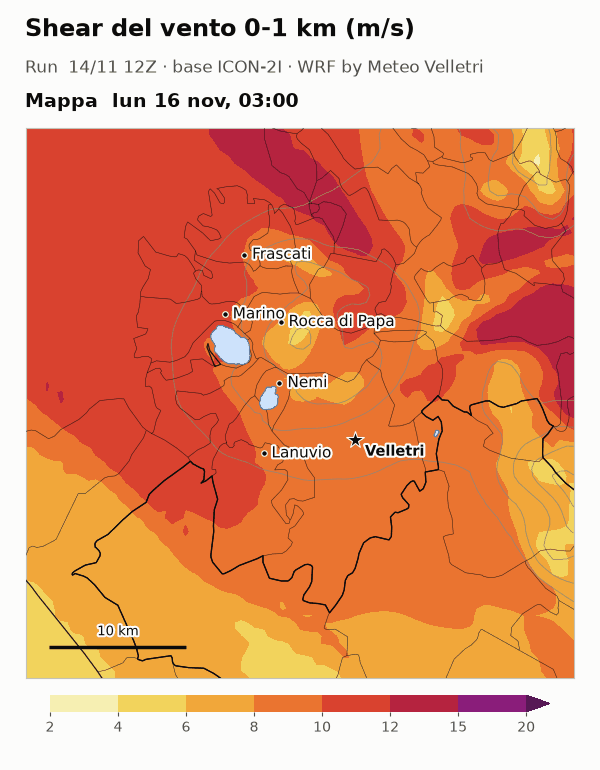 Shear del vento 0-1 km (m/s)
Run  14/11 12Z · base ICON-2I · WRF by Meteo Velletri
Mappa  lun 16 nov, 03:00
Frascati
Marino
Rocca di Papa
Nemi
Velletri
Lanuvio
10 km
2 4 6 8 10 12 15 20